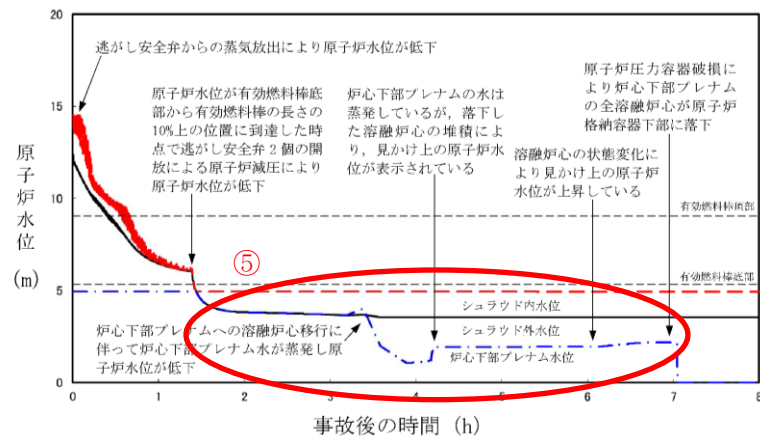 逃がし安全弁からの蒸気放出により原子炉水位が低下
原子炉水位が有効燃料棒底
部から有効燃料棒の長さの
10%上の位置に到達した時
点で逃がし安全弁2個の開
放による原子炉減圧により
原子炉水位が低下
炉心下部プレナムの水は
蒸発しているが,落下し
た溶融炉心の堆積によ
り,見かけ上の原子炉水
位が表示されている
原子炉圧力容器破損に
より炉心下部プレナム
の全溶融炉心が原子炉
格納容器下部に落下
溶融炉心の状態変化に
より見かけ上の原子炉
水位が上昇している
有効燃料棒頂部
有効燃料棒底部
⑤
シュラウド内水位
シュラウド外水位
炉心下部プレナム水位
炉心下部プレナムへの溶融炉心移行に
伴って炉心下部プレナム水が蒸発し原
子炉水位が低下
原子炉水位
(m)
20
15
10
5
0
0 1 2 3 4 5 6 7 8
事故後の時間 (h)